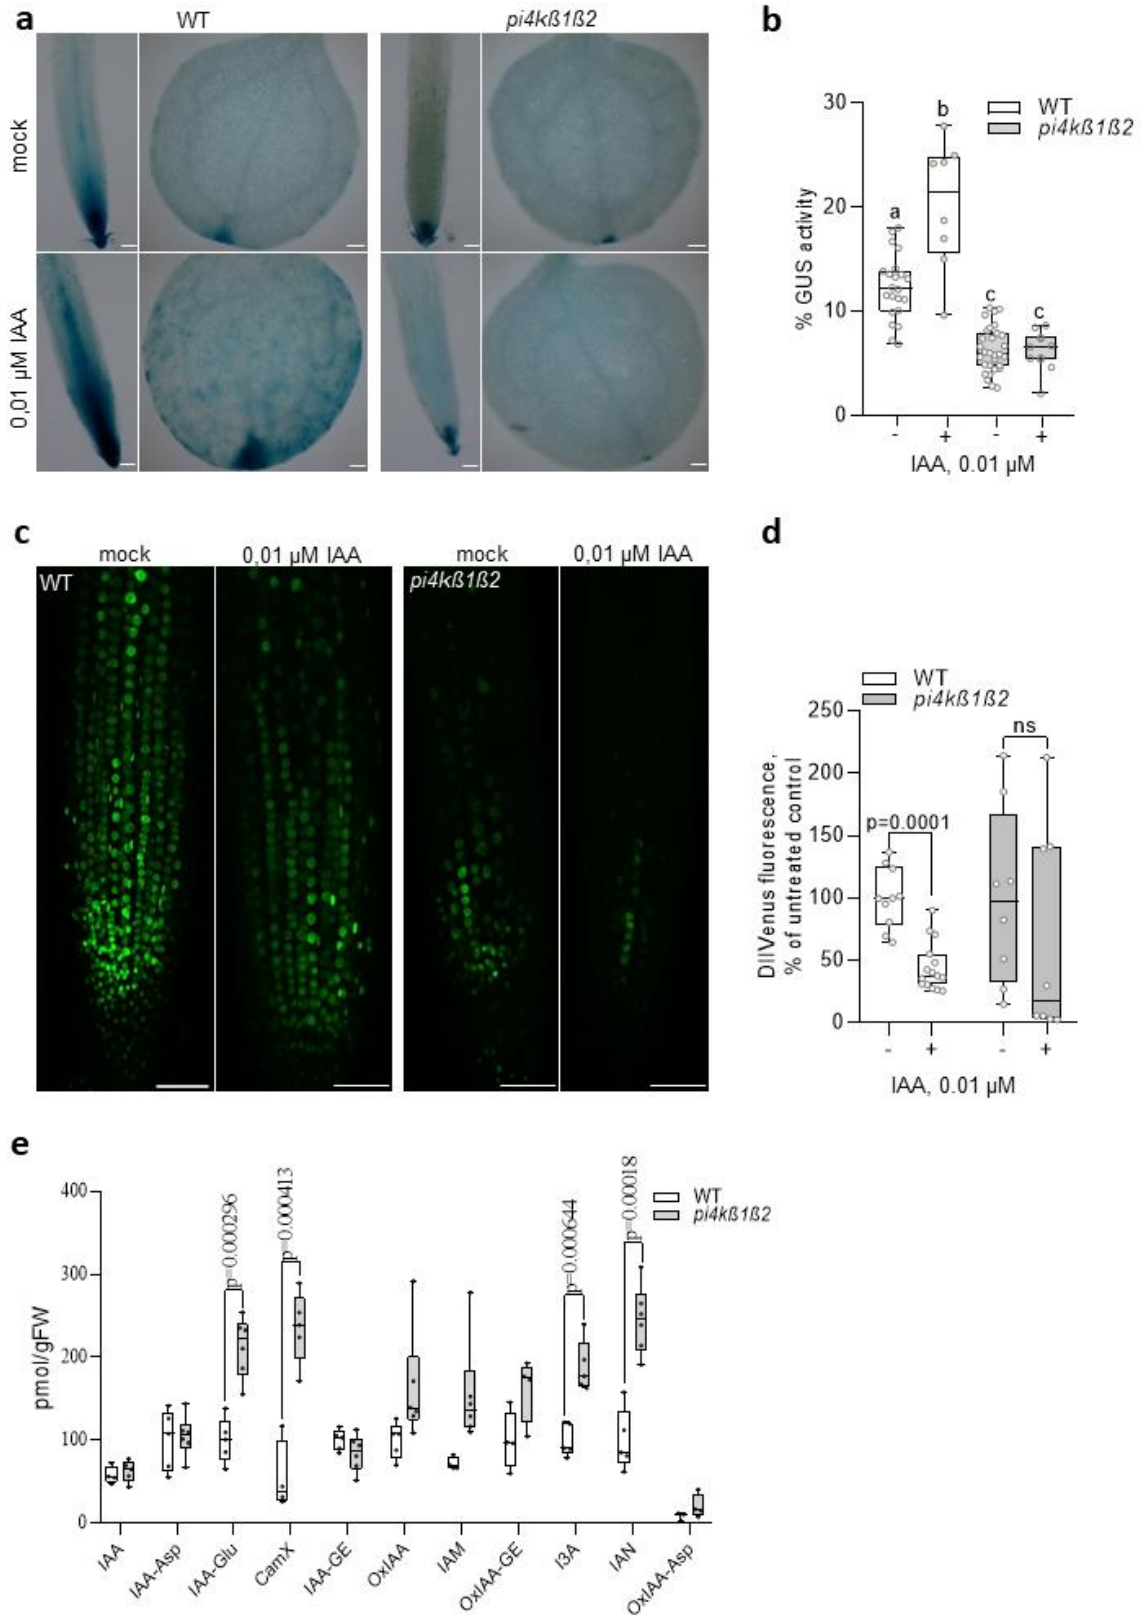 a
WT
pi4kß1ß2
mock
0,01 µM IAA
b
WT
pi4kß1ß2
% GUS activity
30
20
10
0
a
b
c
c
-
+
-
+
IAA, 0.01 µM
c
mock
0,01 µM IAA
mock
0,01 µM IAA
WT
pi4kß1ß2
d
WT
pi4kß1ß2
DIIVenus fluorescence,
% of untreated control
250
200
150
100
50
0
p=0.0001
ns
-
+
-
+
IAA, 0.01 µM
e
WT
pi4kß1ß2
pmol/gFW
400
300
200
100
0
p=0.000296
p=0.000413
p=0.000644
p=0.00018
IAA
IAA-Asp
IAA-Glu
CamX
IAA-GE
OxIAA
IAM
OxIAA-GE
I3A
IAN
OxIAA-Asp